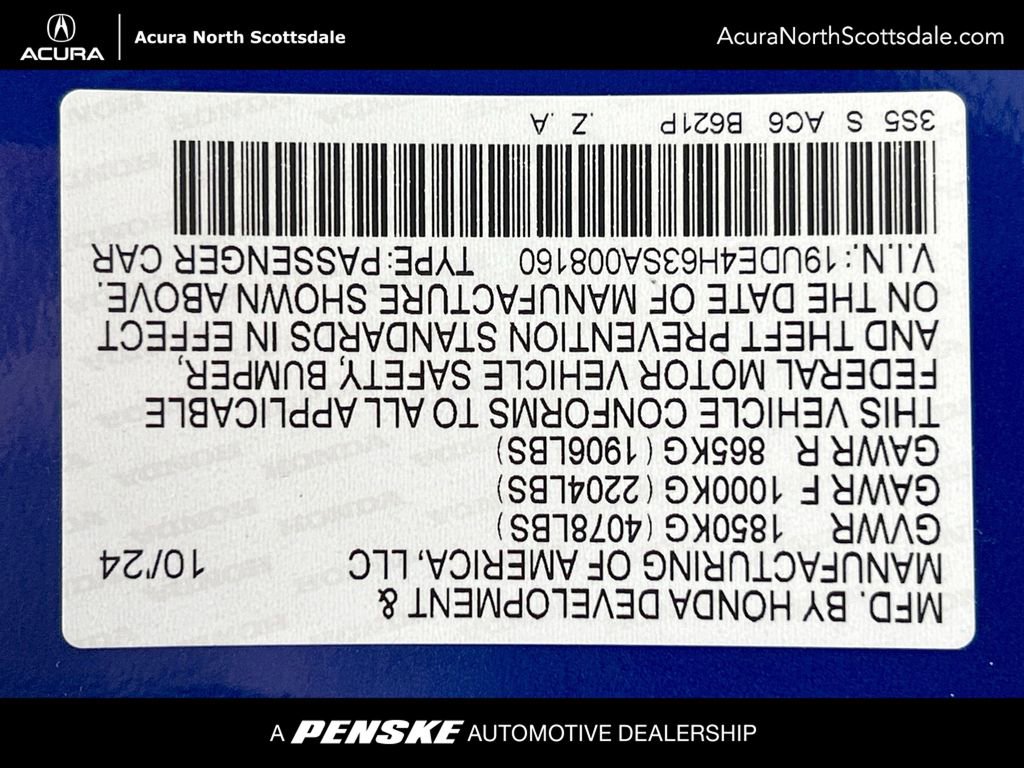 ACURA
Acura North Scottsdale
AcuraNorthScottsdale.com
MFD. BY HONDA DEVELOPMENT &
MANUFACTURING OF AMERICA, LLC 10/24
GVWR 1850KG (4078LBS)
GAWR F 1000KG (2204LBS)
GAWR R 865KG (1906LBS)
THIS VEHICLE CONFORMS TO ALL APPLICABLE
FEDERAL MOTOR VEHICLE SAFETY, BUMPER,
AND THEFT PREVENTION STANDARDS IN EFFECT
ON THE DATE OF MANUFACTURE SHOWN ABOVE.
V.I.N.: 19UDE4H63SA008160 TYPE:PASSENGER CAR
3S5 S AC6 B621P .Z .A
A PENSKE AUTOMOTIVE DEALERSHIP